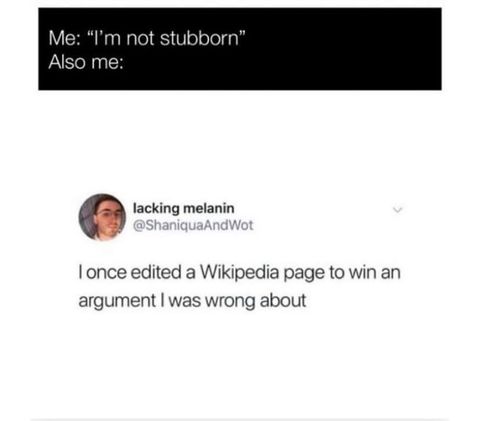 Me: “I’m not stubborn”
Also me:
lacking melanin
@ShaniquaAndWot
I once edited a Wikipedia page to win an
argument I was wrong about